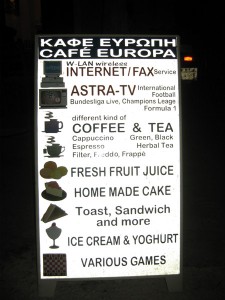 ΚΑΦΕ ΕΥΡΩΠΗ
CAFÉ EUROPA
W-LAN wireless
INTERNET/FAX Service
ASTRA-TV International
Football
Bundesliga Live, Champions Leage
Formula 1
different kind of
COFFEE & TEA
Cappuccino Green, Black
Espresso Herbal Tea
Filter, Freddo, Frappé
FRESH FRUIT JUICE
HOME MADE CAKE
Toast, Sandwich
and more
ICE CREAM & YOGHURT
VARIOUS GAMES